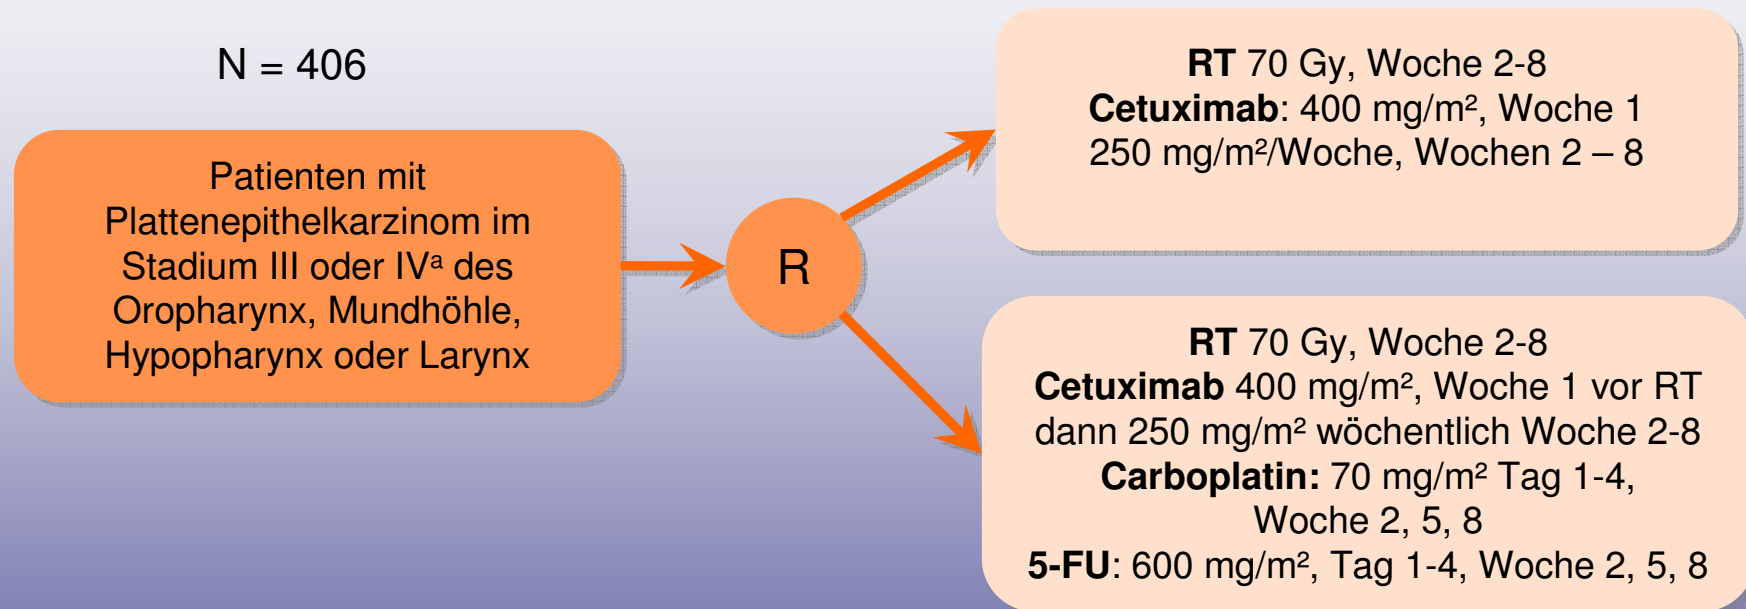 N = 406
Patienten mit
Plattenepithelkarzinom im
Stadium III oder IVᵃ des
Oropharynx, Mundhöhle,
Hypopharynx oder Larynx
R
RT 70 Gy, Woche 2-8
Cetuximab: 400 mg/m², Woche 1
250 mg/m²/Woche, Wochen 2 – 8
RT 70 Gy, Woche 2-8
Cetuximab 400 mg/m², Woche 1 vor RT
dann 250 mg/m² wöchentlich Woche 2-8
Carboplatin: 70 mg/m² Tag 1-4,
Woche 2, 5, 8
5-FU: 600 mg/m², Tag 1-4, Woche 2, 5, 8